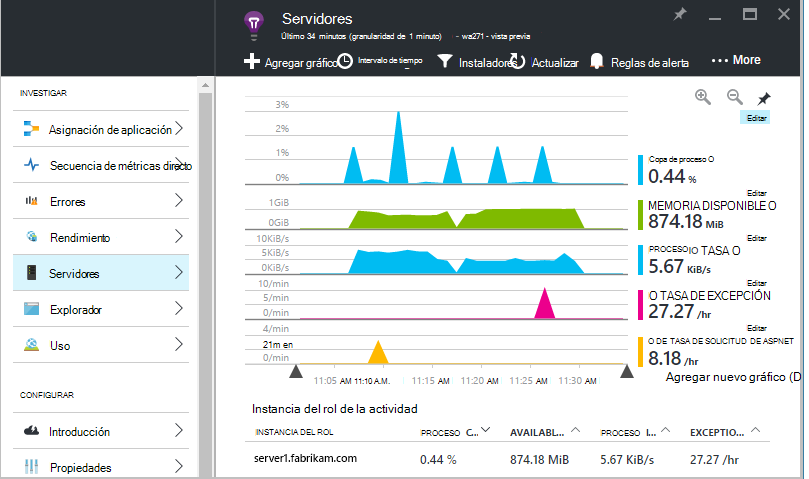 Servidores
Último 34 minutos (granularidad de 1 minuto) - wa271 - vista previa
Agregar gráfico Intervalo de tiempo Instaladores Actualizar Reglas de alerta ••• More
INVESTIGAR
Asignación de aplicación
Secuencia de métricas directo
Errores
Rendimiento
Servidores
Explorador
Uso
CONFIGURAR
Introducción
Propiedades
Editar
3%
2%
1%
0%
Copa de proceso O
0.44 %
Editar
1GiB
0GiB
MEMORIA DISPONIBLE O
874.18 MiB
Editar
10KiB/s
5KiB/s
0KiB/s
PROCESO IO TASA O
5.67 KiB/s
Editar
10/min
5/min
0/min
O TASA DE EXCEPCIÓN
27.27 /hr
Editar
4/min
21m en
0/min
O DE TASA DE SOLICITUD DE ASPNET
8.18 /hr
11:05 AM 11:10 A.M. 11:15 AM 11:20 AM 11:25 AM 11:30 AM
Agregar nuevo gráfico (D
Instancia del rol de la actividad
INSTANCIA DEL ROL PROCESO C... AVAILABL... PROCESO I... EXCEPTIO...
server1.fabrikam.com 0.44 % 874.18 MiB 5.67 KiB/s 27.27 /hr